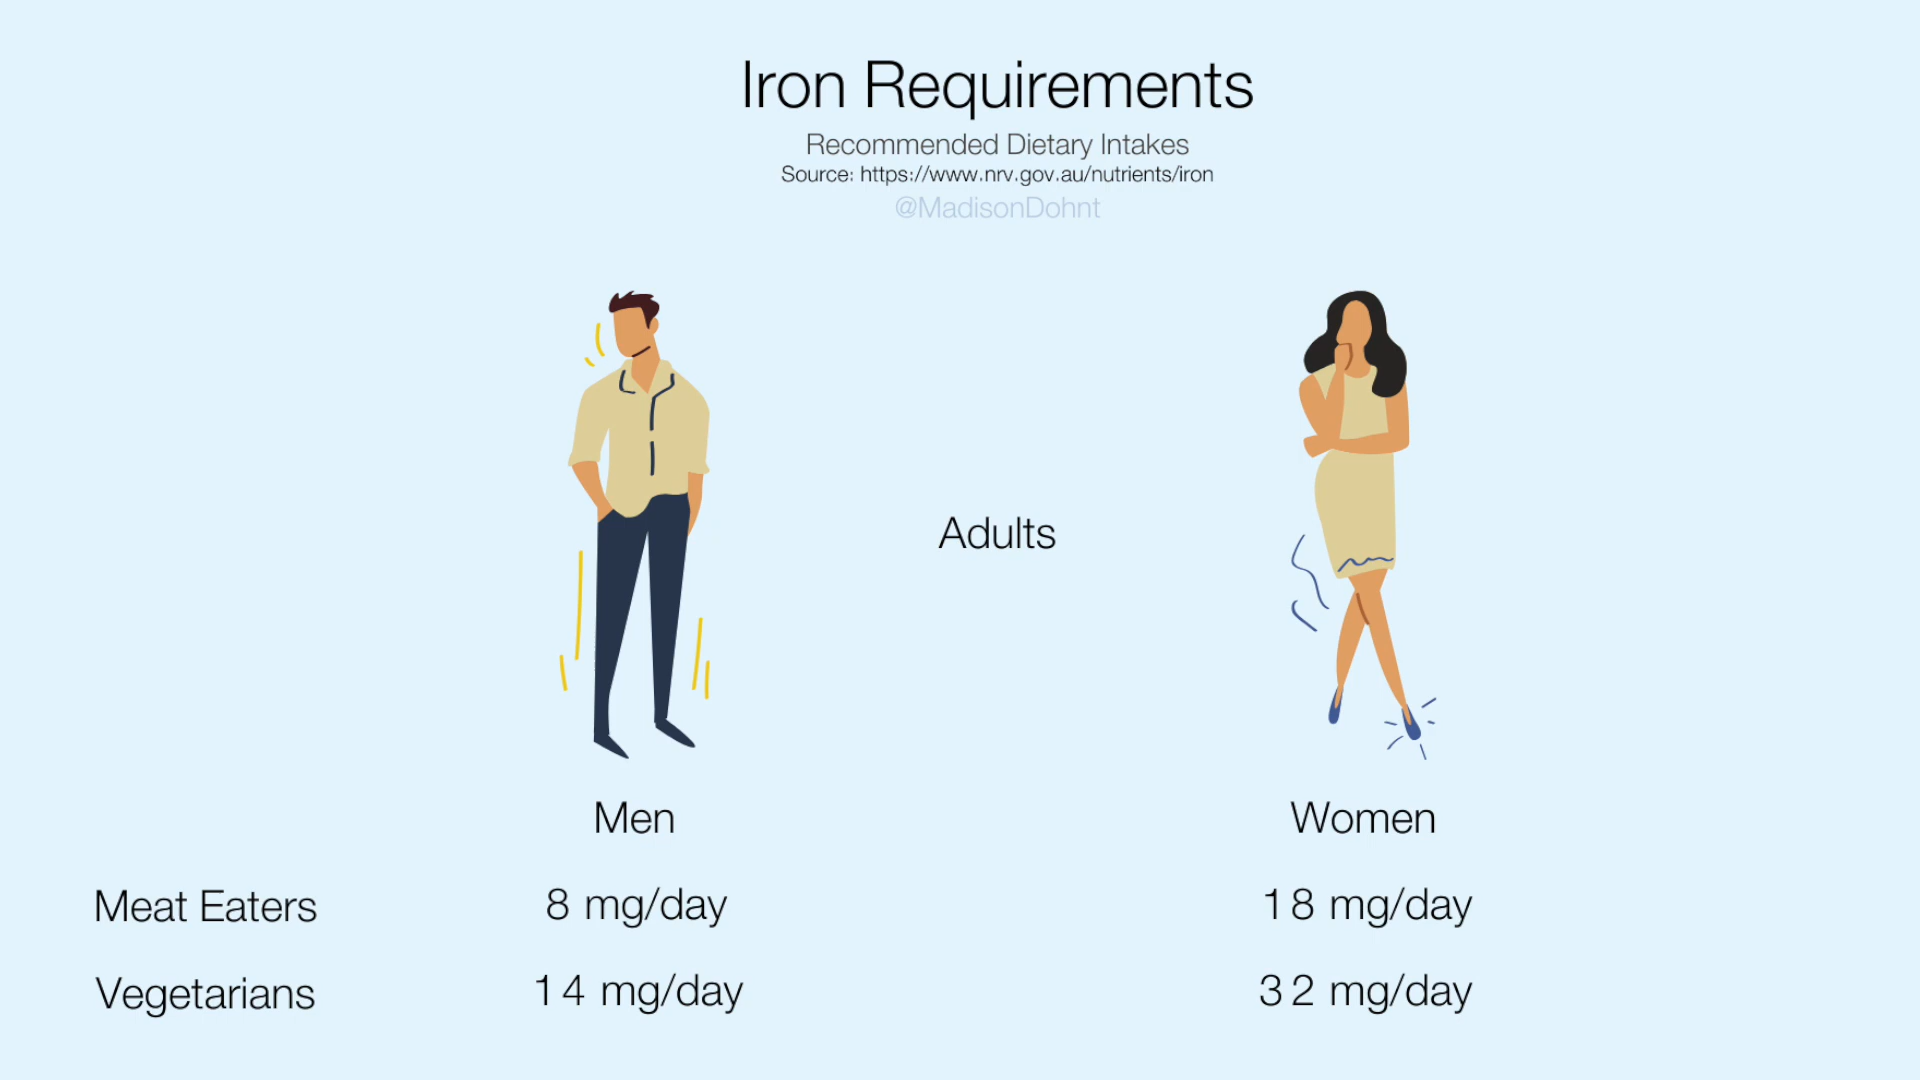 Iron Requirements
Recommended Dietary Intakes
Source: https://www.nrv.gov.au/nutrients/iron
@MadisonDohnt
Adults
Men Women
Meat Eaters 8 mg/day 18 mg/day
Vegetarians 14 mg/day 32 mg/day